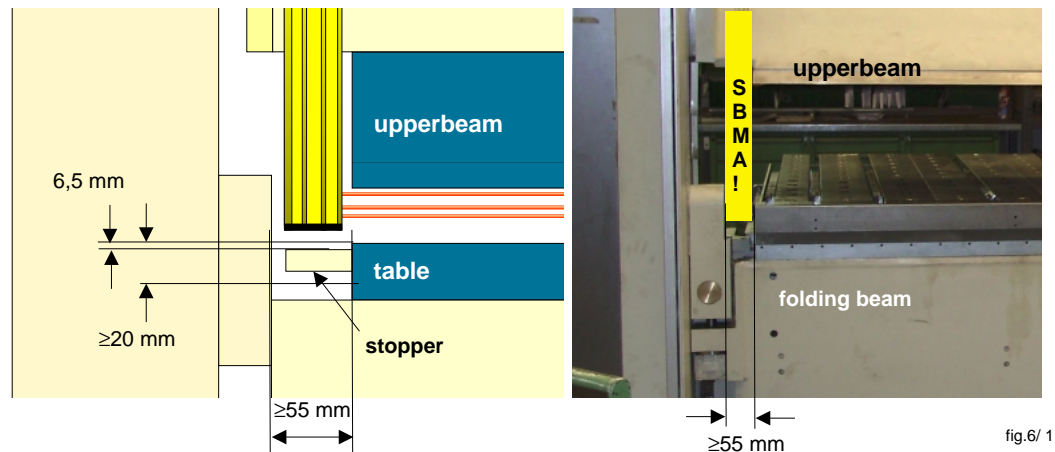 upperbeam
6,5 mm
table
≥20 mm
stopper
≥55 mm
S
B
M
A
!
upperbeam
folding beam
≥55 mm
fig.6/ 1